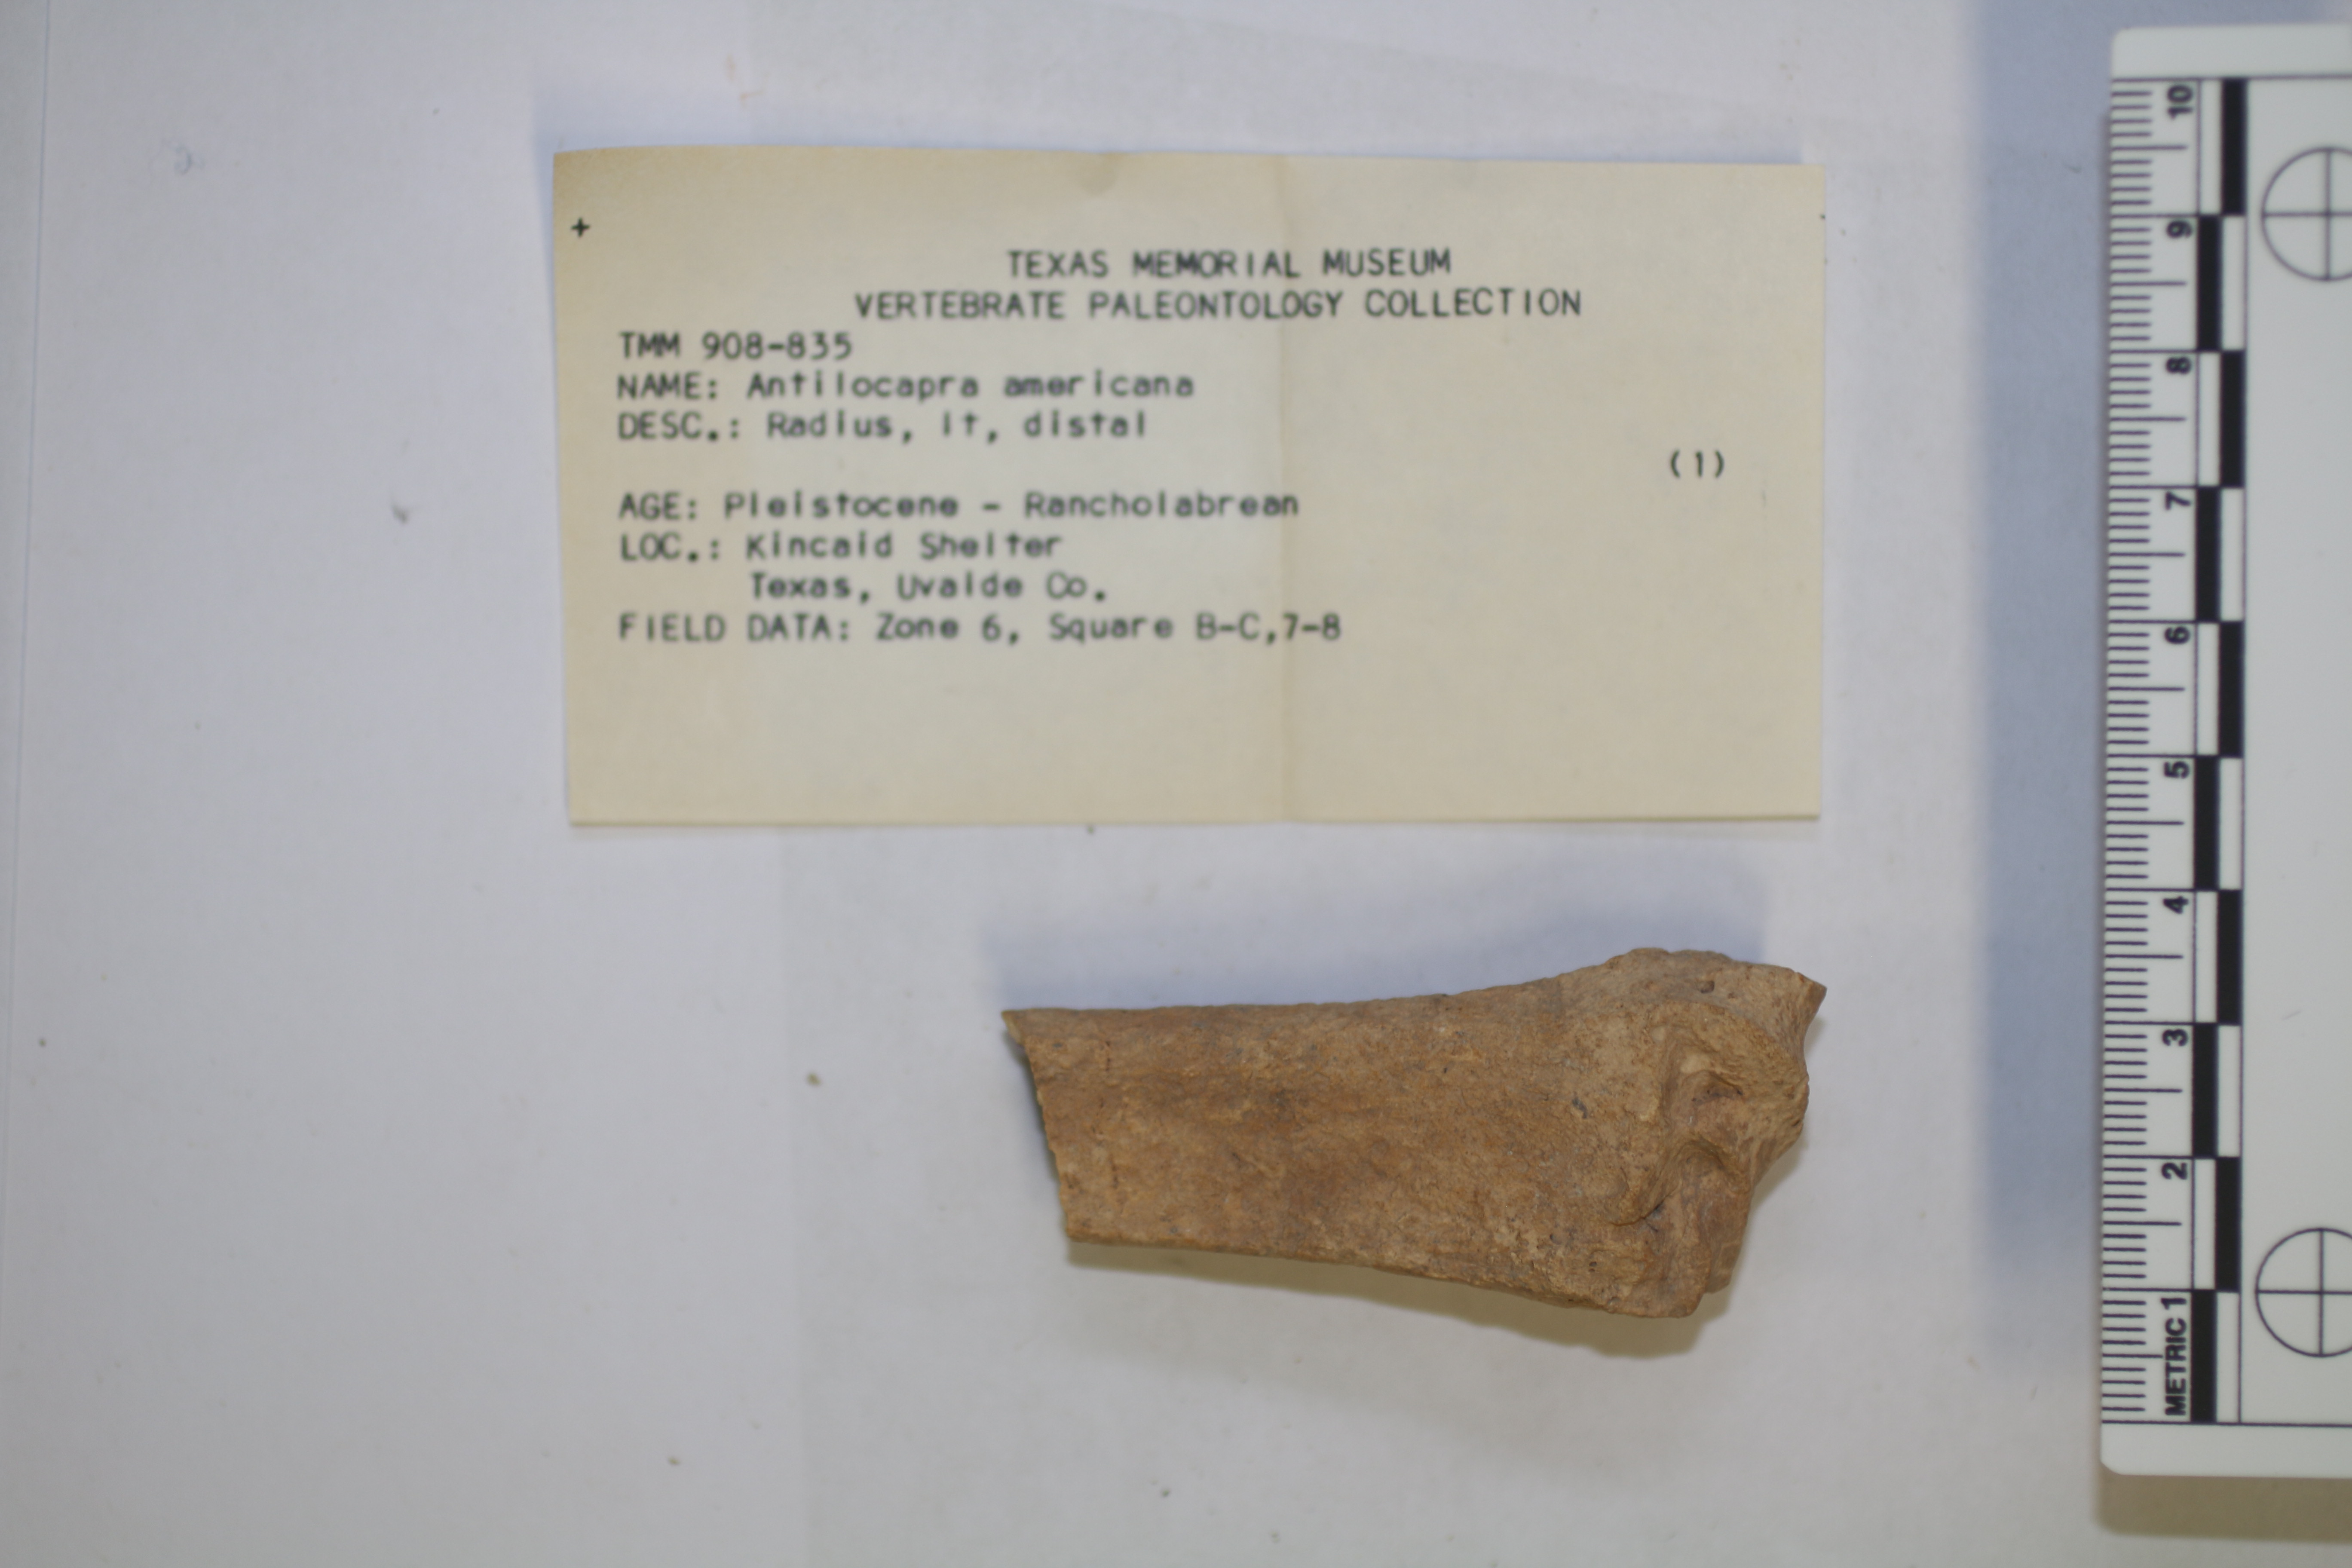 +
TEXAS MEMORIAL MUSEUM
VERTEBRATE PALEONTOLOGY COLLECTION
TMM 908-835
NAME: Antilocapra americana
DESC.: Radius, lt, distal
(1)
AGE: Pleistocene - Rancholabrean
LOC.: Kincaid Shelter
Texas, Uvalde Co.
FIELD DATA: Zone 6, Square B-C,7-8
10
9
8
7
6
5
4
3
2
METRIC 1